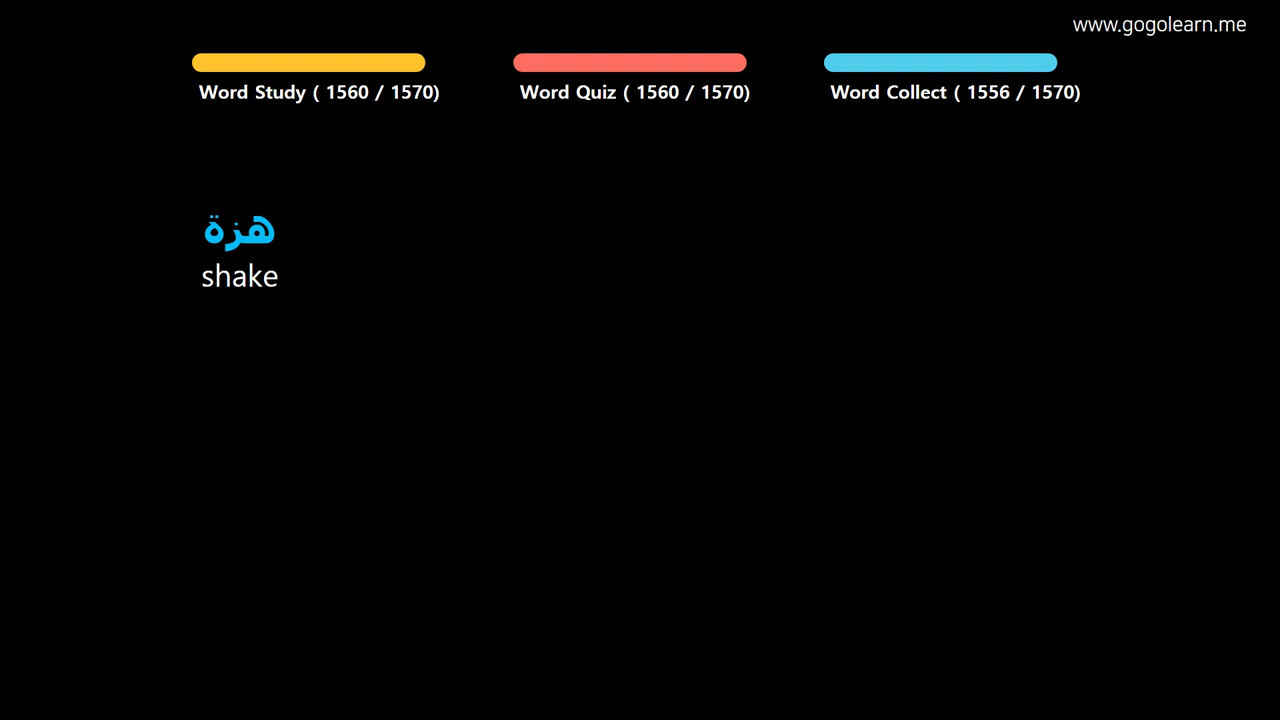 www.gogolearn.me
Word Study ( 1560 / 1570)
Word Quiz ( 1560 / 1570)
Word Collect ( 1556 / 1570)
هزة
shake